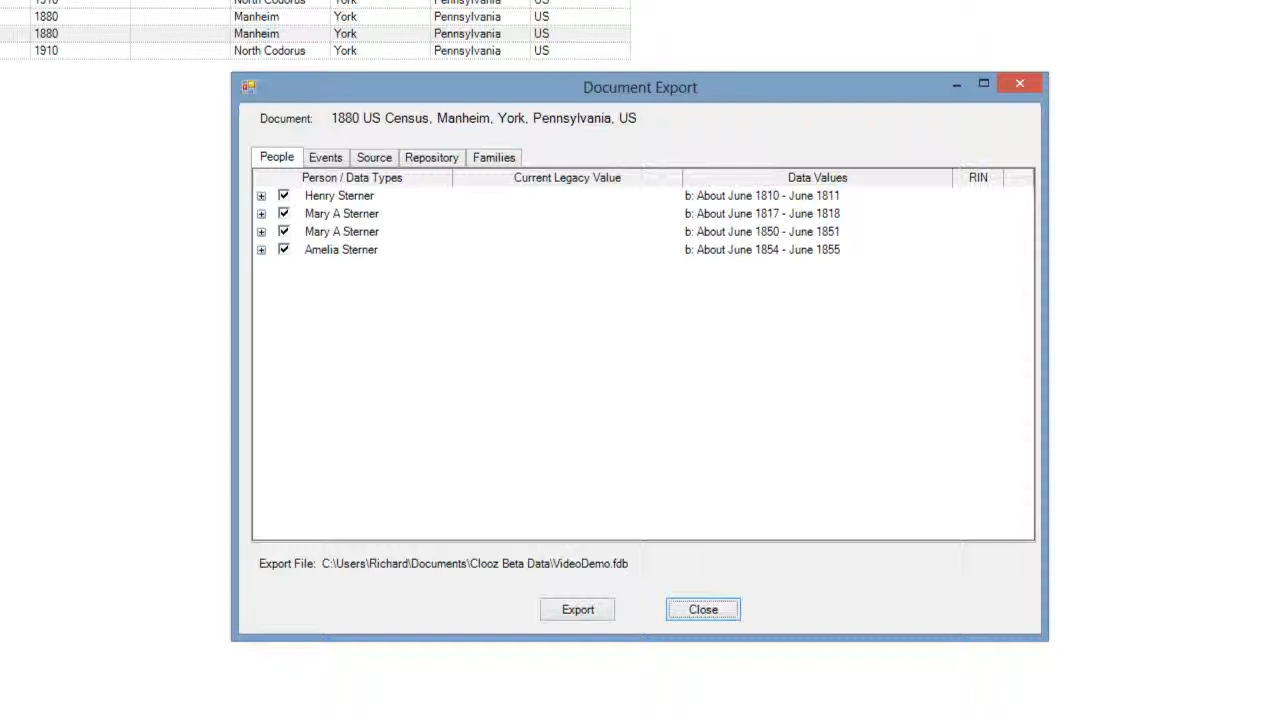 1910 North Codorus York Pennsylvania US
1880 Manheim York Pennsylvania US
1880 Manheim York Pennsylvania US
1910 North Codorus York Pennsylvania US
Document Export
Document: 1880 US Census, Manheim, York, Pennsylvania, US
People Events Source Repository Families
Person / Data Types Current Legacy Value Data Values RIN
Henry Sterner b: About June 1810 - June 1811
Mary A Sterner b: About June 1817 - June 1818
Mary A Sterner b: About June 1850 - June 1851
Amelia Sterner b: About June 1854 - June 1855
Export File: C:\Users\Richard\Documents\Clooz Beta Data\VideoDemo.fdb
Export Close